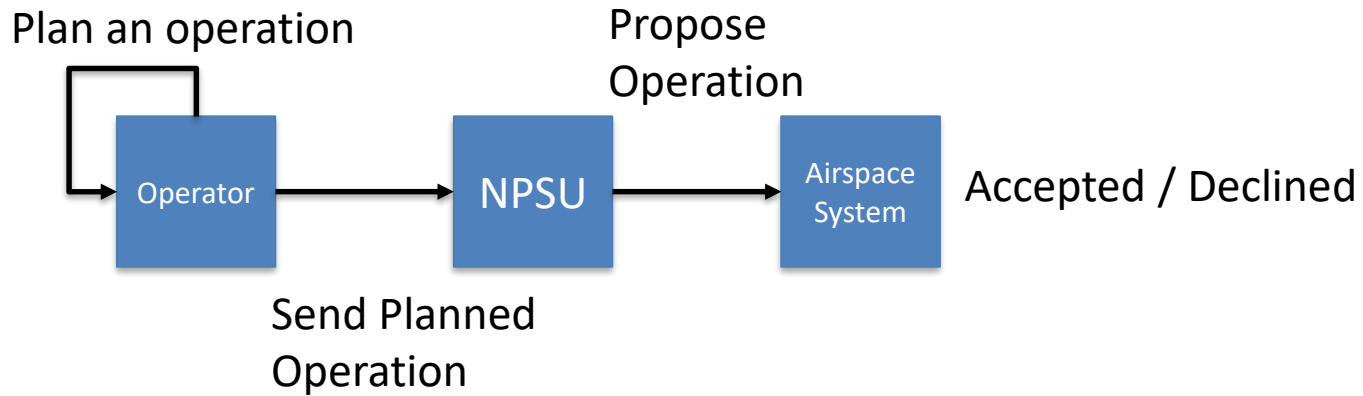 Plan an operation
Propose
Operation
Operator
NPSU
Airspace
System
Accepted / Declined
Send Planned
Operation